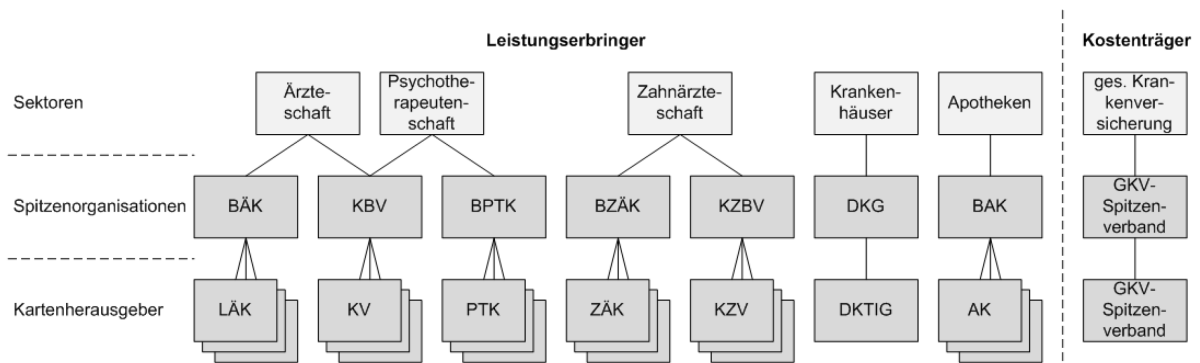 Leistungserbringer
Kostenträger
Sektoren
Ärzte-
schaft
Psychothe-
rapeuten-
schaft
Zahnärzte-
schaft
Kranken-
häuser
Apotheken
ges. Kran-
kenver-
sicherung
Spitzenorganisationen
BÄK
KBV
BPTK
BZÄK
KZBV
DKG
BAK
GKV-
Spitzen-
verband
Kartenherausgeber
LÄK
KV
PTK
ZÄK
KZV
DKTIG
AK
GKV-
Spitzen-
verband